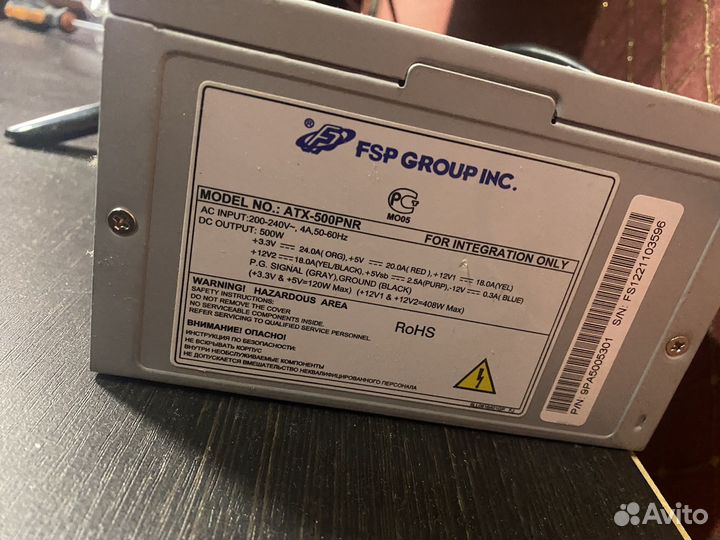 ® FSP GROUP INC.
PG
MO05
MODEL NO.: ATX-500PNR
FOR INTEGRATION ONLY
AC INPUT:200-240V~, 4A,50-60Hz
DC OUTPUT: 500W
+3.3V 24.0A ( ORG),+5V 20.0A( RED ), +12V1 18.0A(YEL)
+12V2 18.0A(YEL/BLACK), +5Vsb 2.5A(PURP),-12V 0.3A( BLUE)
P.G. SIGNAL (GRAY),GROUND (BLACK)
(+3.3V & +5V=120W Max) (+12V1 & +12V2=408W Max)
WARNING! HAZARDOUS AREA
SAFETY INSTRUCTIONS:
DO NOT REMOVE THE COVER
NO SERVICEABLE COMPONENTS INSIDE.
REFER SERVICING TO QUALIFIED SERVICE PERSONNEL
RoHS
ВНИМАНИЕ! ОПАСНО!
ИНСТРУКЦИЯ ПО БЕЗОПАСНОСТИ:
НЕ ВСКРЫВАТЬ КОРПУС
ВНУТРИ НЕОБСЛУЖИВАЕМЫЕ КОМПОНЕНТЫ
НЕ ДОПУСКАЕТСЯ ВМЕШАТЕЛЬСТВО НЕКВАЛИФИЦИРОВАННОГО ПЕРСОНАЛА
P/N: 9PA5005301 S/N: FS1221103596
Avito